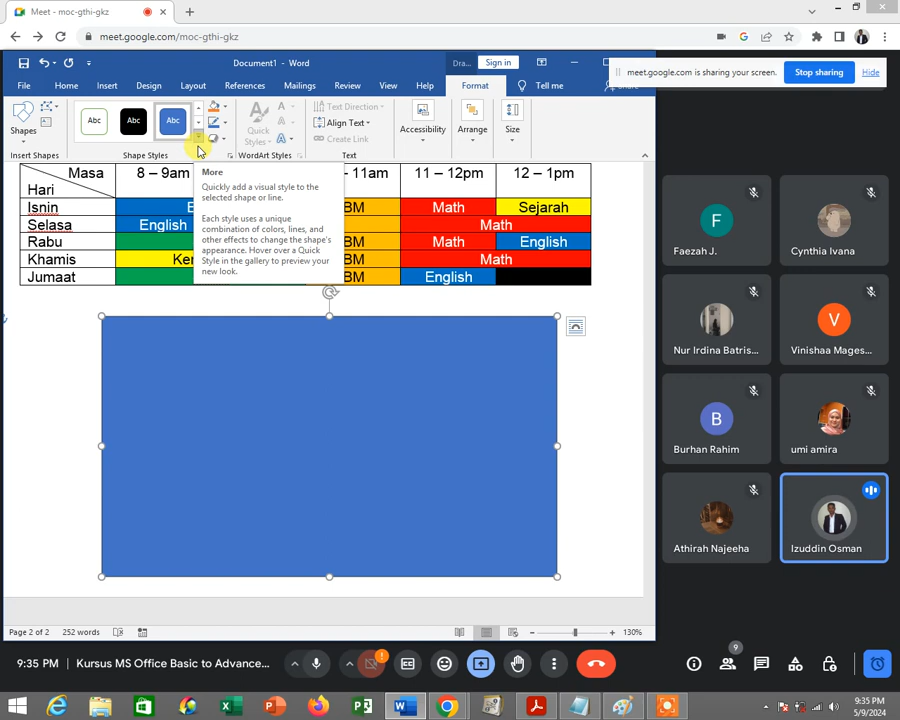 Meet - moc-gthi-gkz
meet.google.com/moc-gthi-gkz
Document1 - Word
Dra...
Sign in
meet.google.com is sharing your screen.
Stop sharing
Hide
File
Home
Insert
Design
Layout
References
Mailings
Review
View
Help
Format
Tell me
Shapes
Abc
Abc
Abc
Quick
Styles
Text Direction
Align Text
Create Link
Accessibility
Arrange
Size
Insert Shapes
Shape Styles
WordArt Styles
Text
More
Quickly add a visual style to the
selected shape or line.
Each style uses a unique
combination of colors, lines, and
other effects to change the shape's
appearance. Hover over a Quick
Style in the gallery to preview your
new look.
Masa
Hari
8 – 9am
11am
11 – 12pm
12 – 1pm
Isnin
BM
Math
Sejarah
Selasa
English
BM
Math
Rabu
BM
Math
English
Khamis
BM
Math
Jumaat
BM
English
F
Faezah J.
Cynthia Ivana
Nur Irdina Batris...
V
Vinishaa Mages...
B
Burhan Rahim
umi amira
Athirah Najeeha
Izuddin Osman
Page 2 of 2
252 words
130%
9:35 PM
Kursus MS Office Basic to Advance...
9
9:35 PM
5/9/2024